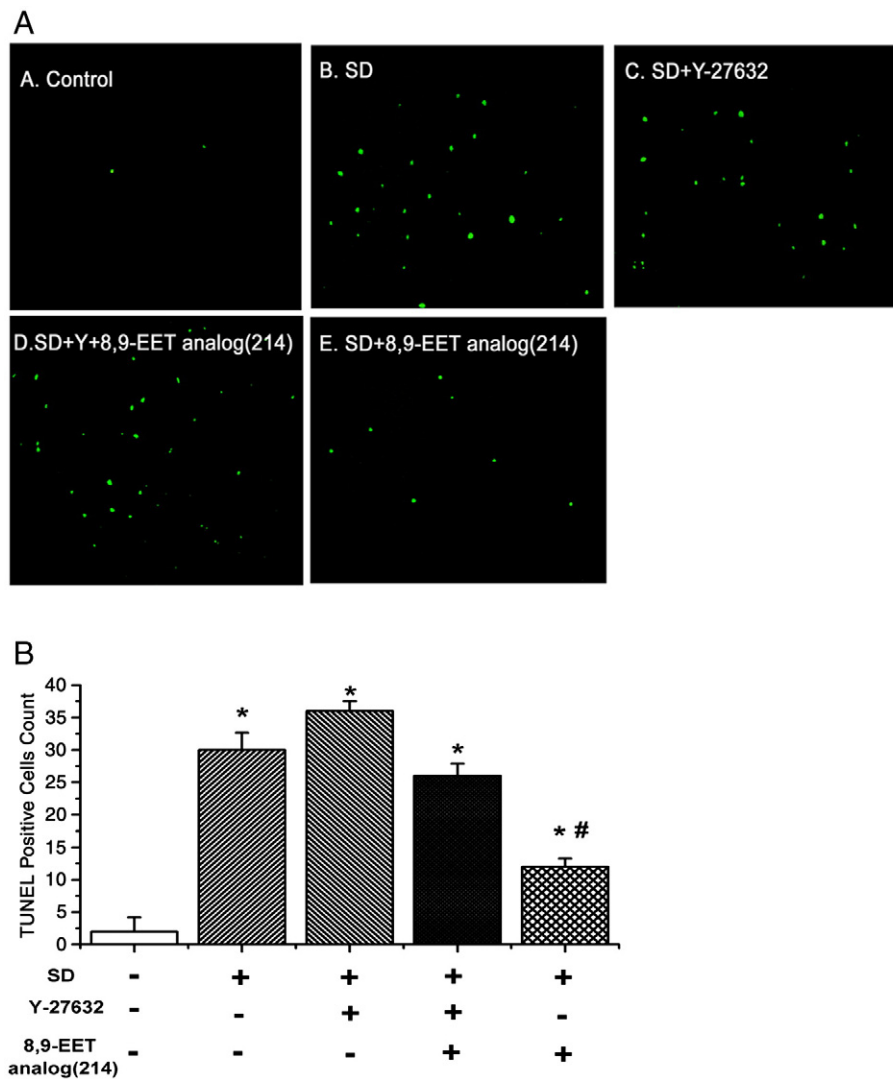 A
A. Control
B. SD
C. SD+Y-27632
D.SD+Y+8,9-EET analog(214)
E. SD+8,9-EET analog(214)
B
TUNEL Positive Cells Count
40
35
30
25
20
15
10
5
0
* * * * #
SD - + + + +
Y-27632 - - + + -
8,9-EET
analog(214) - - - + +